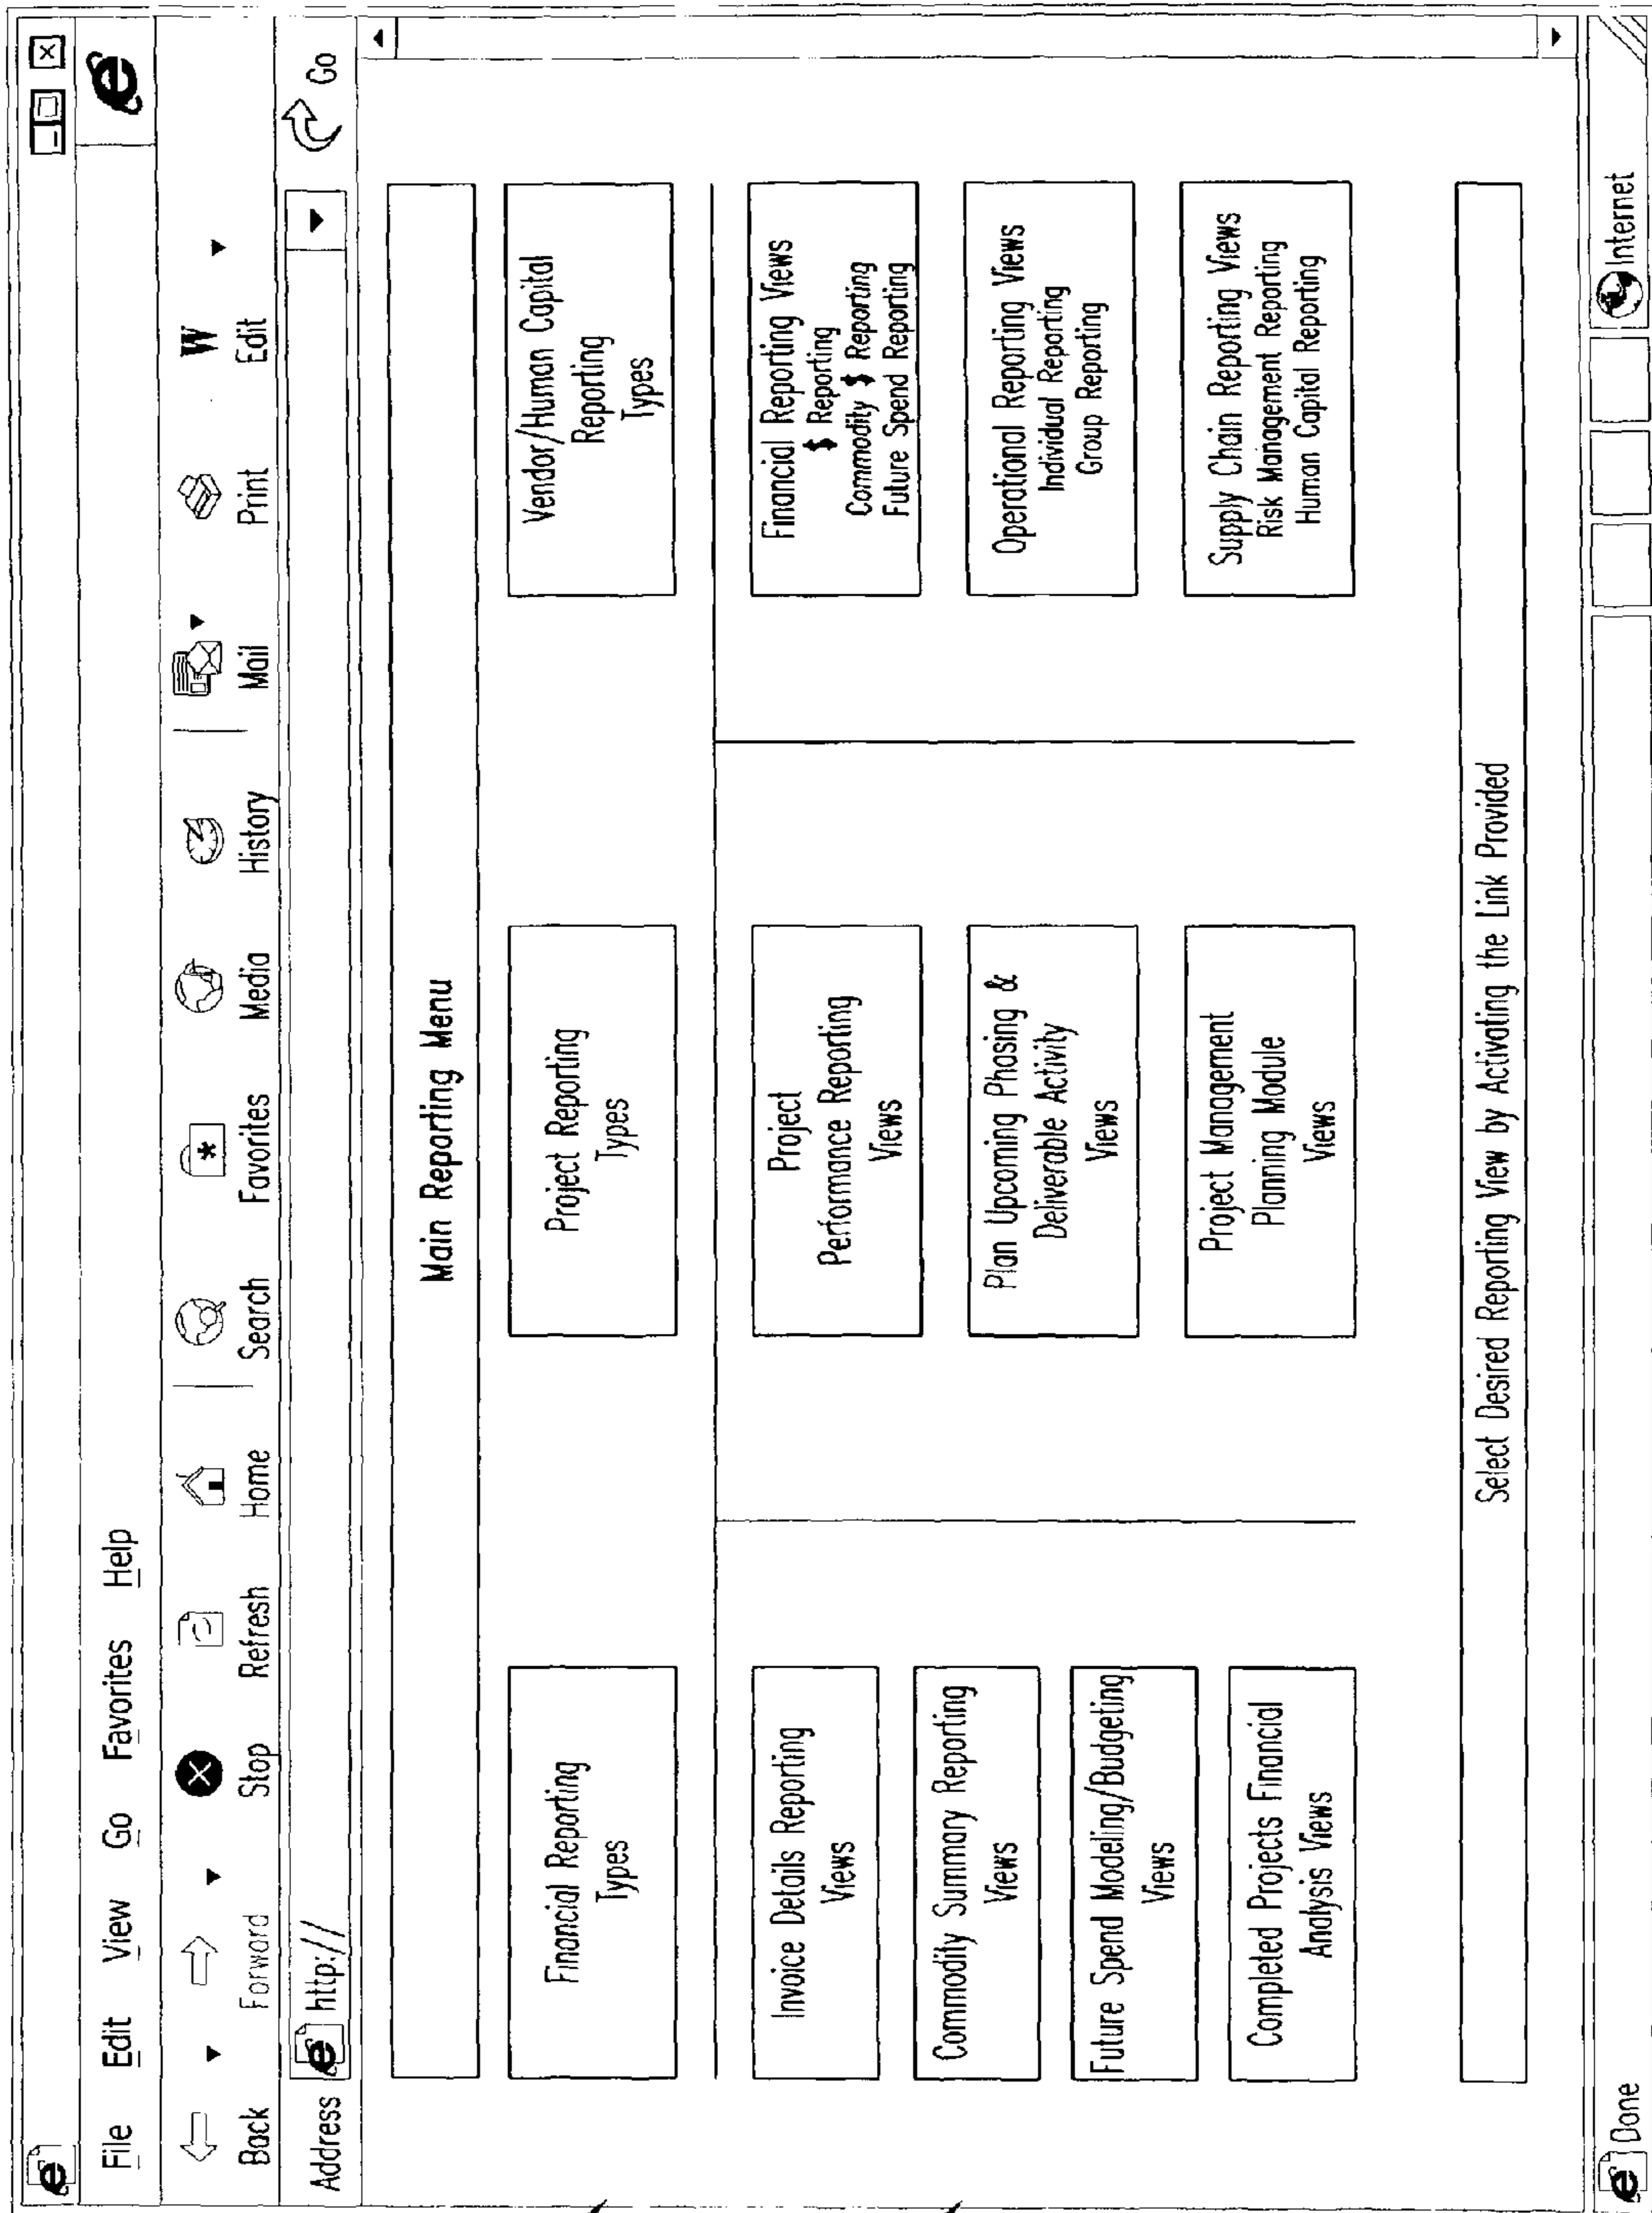 File Edit View Go Favorites Help
Back Forward Stop Refresh Home Search Favorites Media History Mail Print Edit
Address http:// Go
Main Reporting Menu
Financial Reporting
Types
Project Reporting
Types
Vendor/Human Capital
Reporting
Types
Invoice Details Reporting
Views
Commodity Summary Reporting
Views
Future Spend Modeling/Budgeting
Views
Completed Projects Financial
Analysis Views
Project
Performance Reporting
Views
Plan Upcoming Phasing &
Deliverable Activity
Views
Project Management
Planning Module
Views
Financial Reporting Views
$ Reporting
Commodity $ Reporting
Future Spend Reporting
Operational Reporting Views
Individual Reporting
Group Reporting
Supply Chain Reporting Views
Risk Management Reporting
Human Capital Reporting
Select Desired Reporting View by Activating the Link Provided
Done Internet